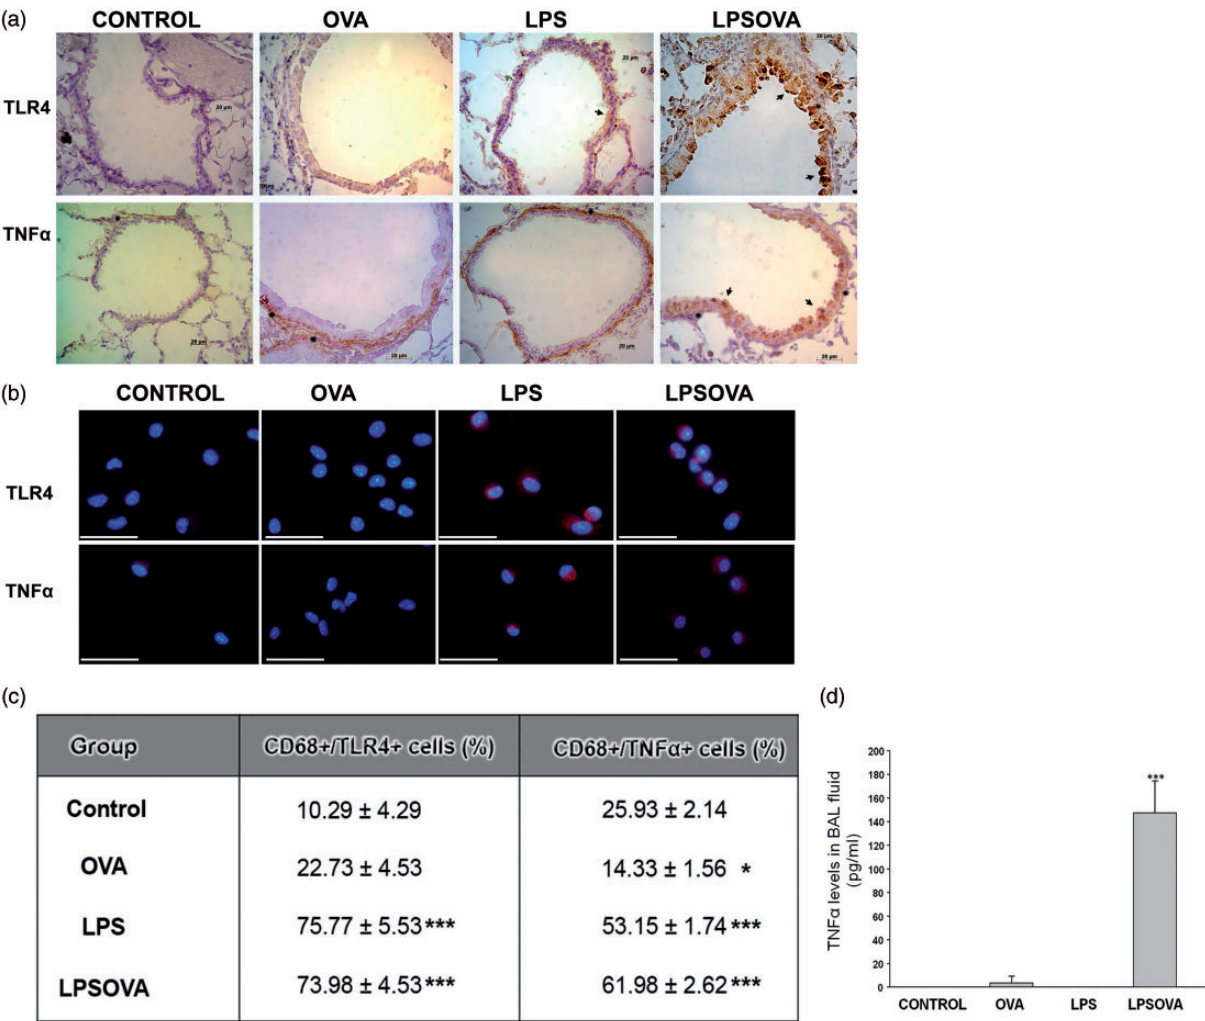 (a)
CONTROL OVA LPS LPSOVA
TLR4
20 µm
20 µm
20 µm
TNFα
20 µm
20 µm
20 µm
20 µm
(b)
CONTROL OVA LPS LPSOVA
TLR4
TNFα
(c)
Group CD68+/TLR4+ cells (%) CD68+/TNFα+ cells (%)
Control 10.29 ± 4.29 25.93 ± 2.14
OVA 22.73 ± 4.53 14.33 ± 1.56 *
LPS 75.77 ± 5.53 *** 53.15 ± 1.74 ***
LPSOVA 73.98 ± 4.53 *** 61.98 ± 2.62 ***
(d)
TNFα levels in BAL fluid
(pg/ml)
200
180
160
140
120
100
80
60
40
20
0
***
CONTROL OVA LPS LPSOVA